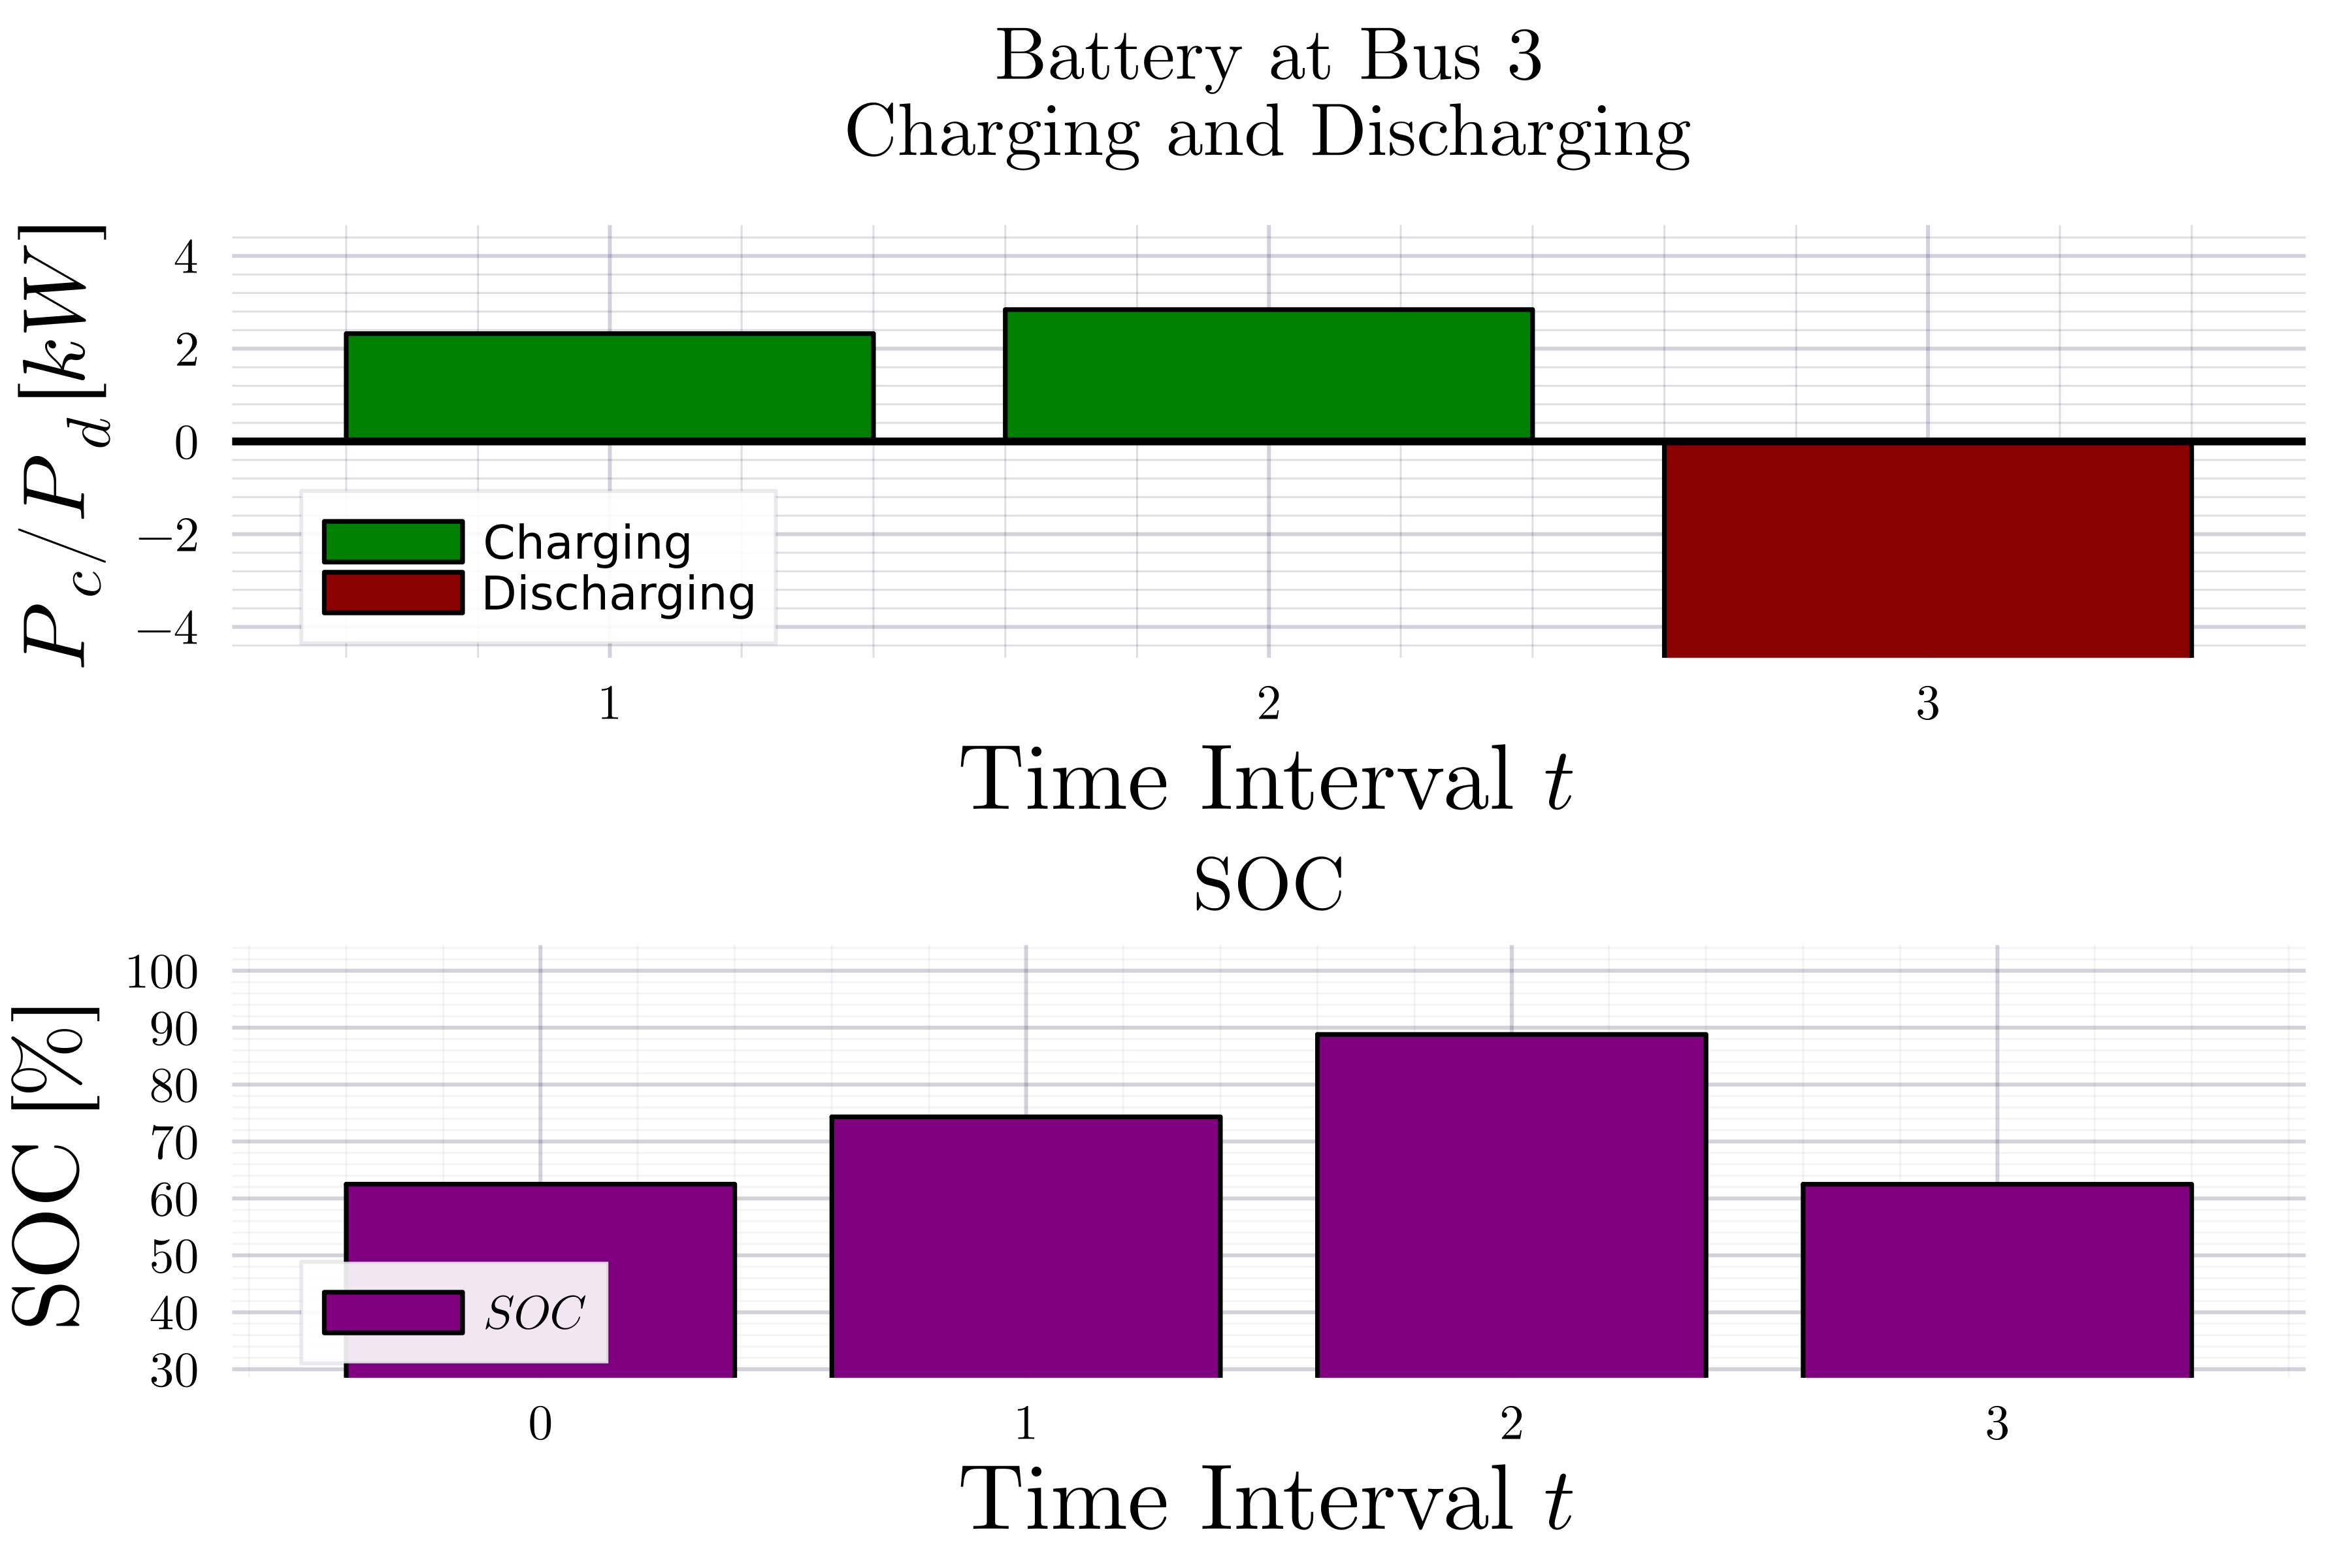 Battery at Bus 3
Charging and Discharging
P_c/P_d [kW]
4
2
0
−2
−4
Charging
Discharging
1 2 3
Time Interval t
SOC
SOC [%]
100
90
80
70
60
50
40
30
SOC
0 1 2 3
Time Interval t